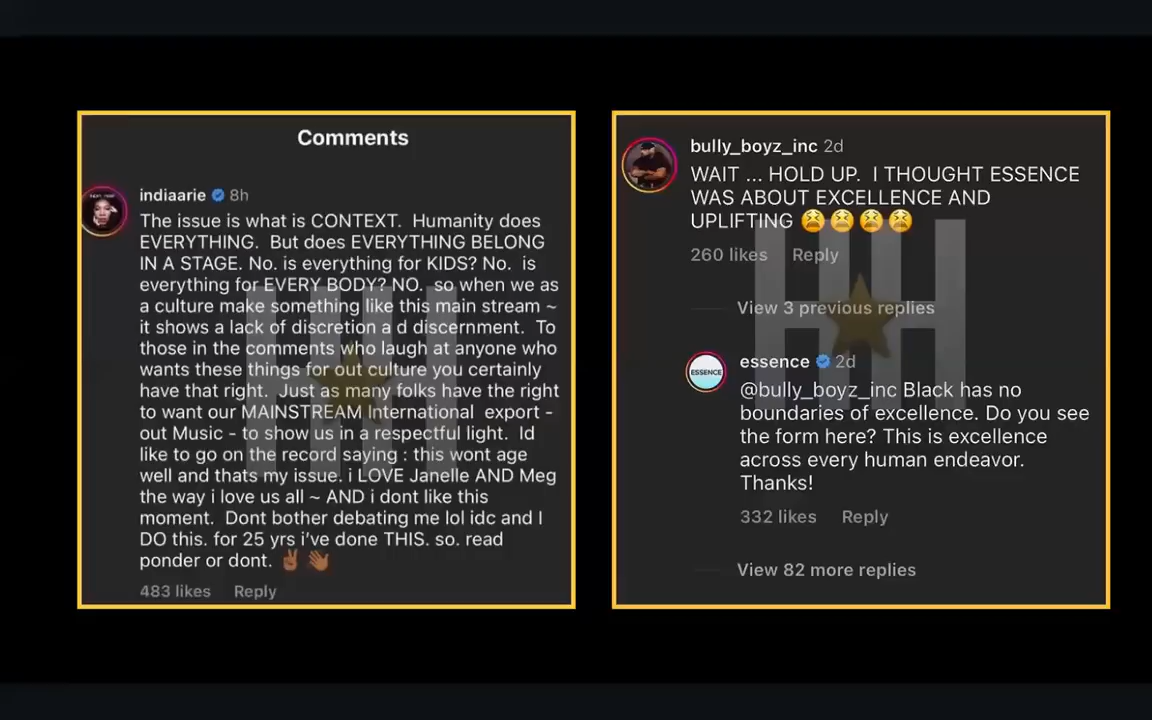 Comments
indiaarie 8h
The issue is what is CONTEXT. Humanity does
EVERYTHING. But does EVERYTHING BELONG
IN A STAGE. No. is everything for KIDS? No. is
everything for EVERY BODY? NO. so when we as
a culture make something like this main stream ~
it shows a lack of discretion a d discernment. To
those in the comments who laugh at anyone who
wants these things for out culture you certainly
have that right. Just as many folks have the right
to want our MAINSTREAM International export -
out Music - to show us in a respectful light. Id
like to go on the record saying : this wont age
well and thats my issue. i LOVE Janelle AND Meg
the way i love us all ~ AND i dont like this
moment. Dont bother debating me lol idc and I
DO this. for 25 yrs i've done THIS. so. read
ponder or dont. ✌🏾 👋🏾
483 likes Reply
bully_boyz_inc 2d
WAIT ... HOLD UP. I THOUGHT ESSENCE
WAS ABOUT EXCELLENCE AND
UPLIFTING 😫 😫 😫 😫
260 likes Reply
View 3 previous replies
ESSENCE
essence 2d
@bully_boyz_inc Black has no
boundaries of excellence. Do you see
the form here? This is excellence
across every human endeavor.
Thanks!
332 likes Reply
View 82 more replies